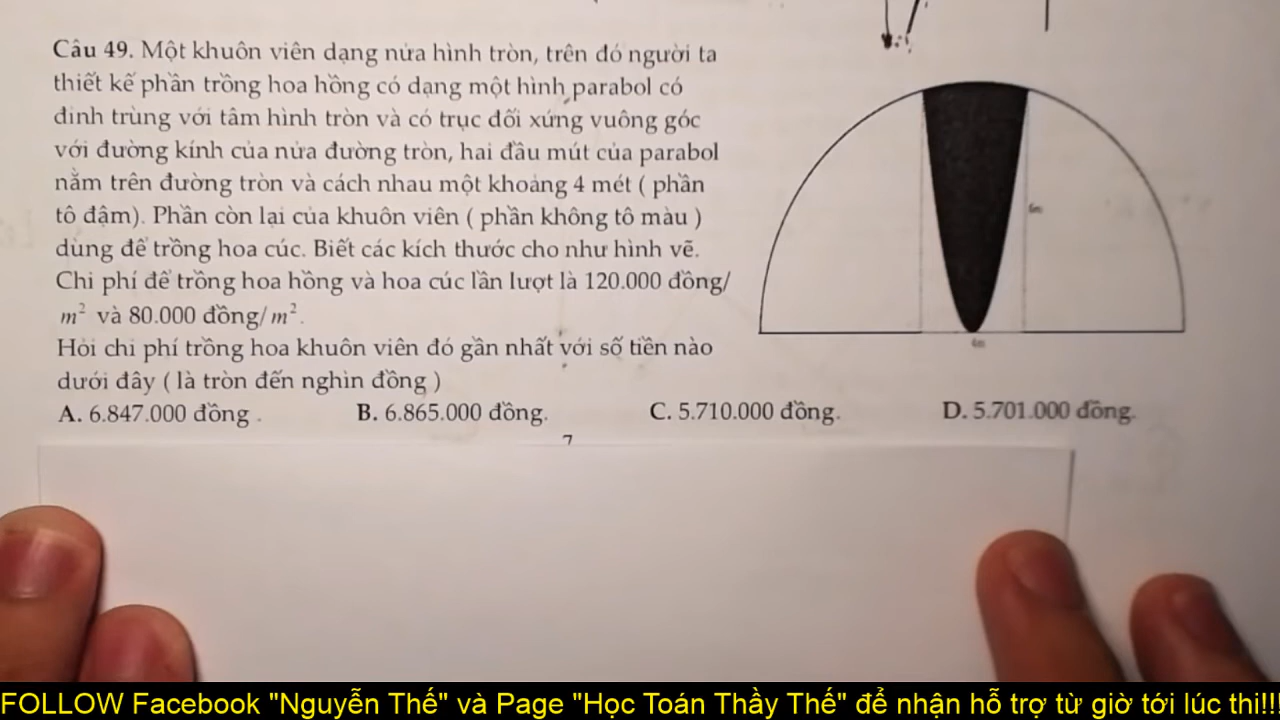 Câu 49. Một khuôn viên dạng nửa hình tròn, trên đó người ta
thiết kế phần trồng hoa hồng có dạng một hình parabol có
đỉnh trùng với tâm hình tròn và có trục đối xứng vuông góc
với đường kính của nửa đường tròn, hai đầu mút của parabol
nằm trên đường tròn và cách nhau một khoảng 4 mét ( phần
tô đậm). Phần còn lại của khuôn viên ( phần không tô màu )
dùng để trồng hoa cúc. Biết các kích thước cho như hình vẽ.
Chi phí để trồng hoa hồng và hoa cúc lần lượt là 120.000 đồng/
m² và 80.000 đồng/m².
Hỏi chi phí trồng hoa khuôn viên đó gần nhất với số tiền nào
dưới đây ( là tròn đến nghìn đồng )
A. 6.847.000 đồng . B. 6.865.000 đồng. C. 5.710.000 đồng. D. 5.701.000 đồng.
6m
4m
7
FOLLOW Facebook "Nguyễn Thế" và Page "Học Toán Thầy Thế" để nhận hỗ trợ từ giờ tới lúc thi!!!